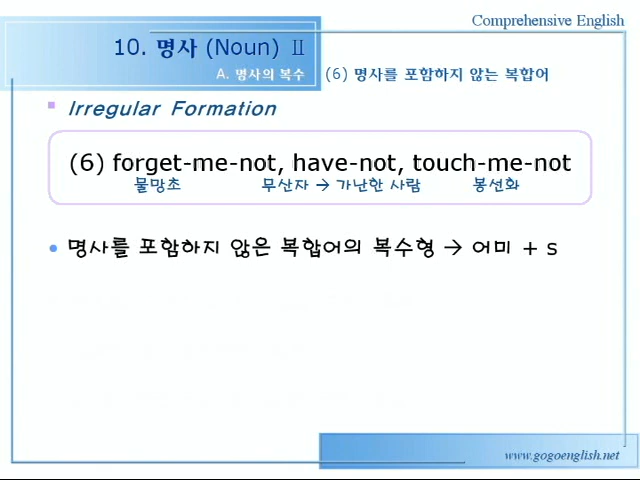 Comprehensive English
10. 명사 (Noun) Ⅱ
A. 명사의 복수 (6) 명사를 포함하지 않는 복합어
Irregular Formation
(6) forget-me-not, have-not, touch-me-not
물망초 무산자 → 가난한 사람 봉선화
• 명사를 포함하지 않은 복합어의 복수형 → 어미 + s
www.gogoenglish.net